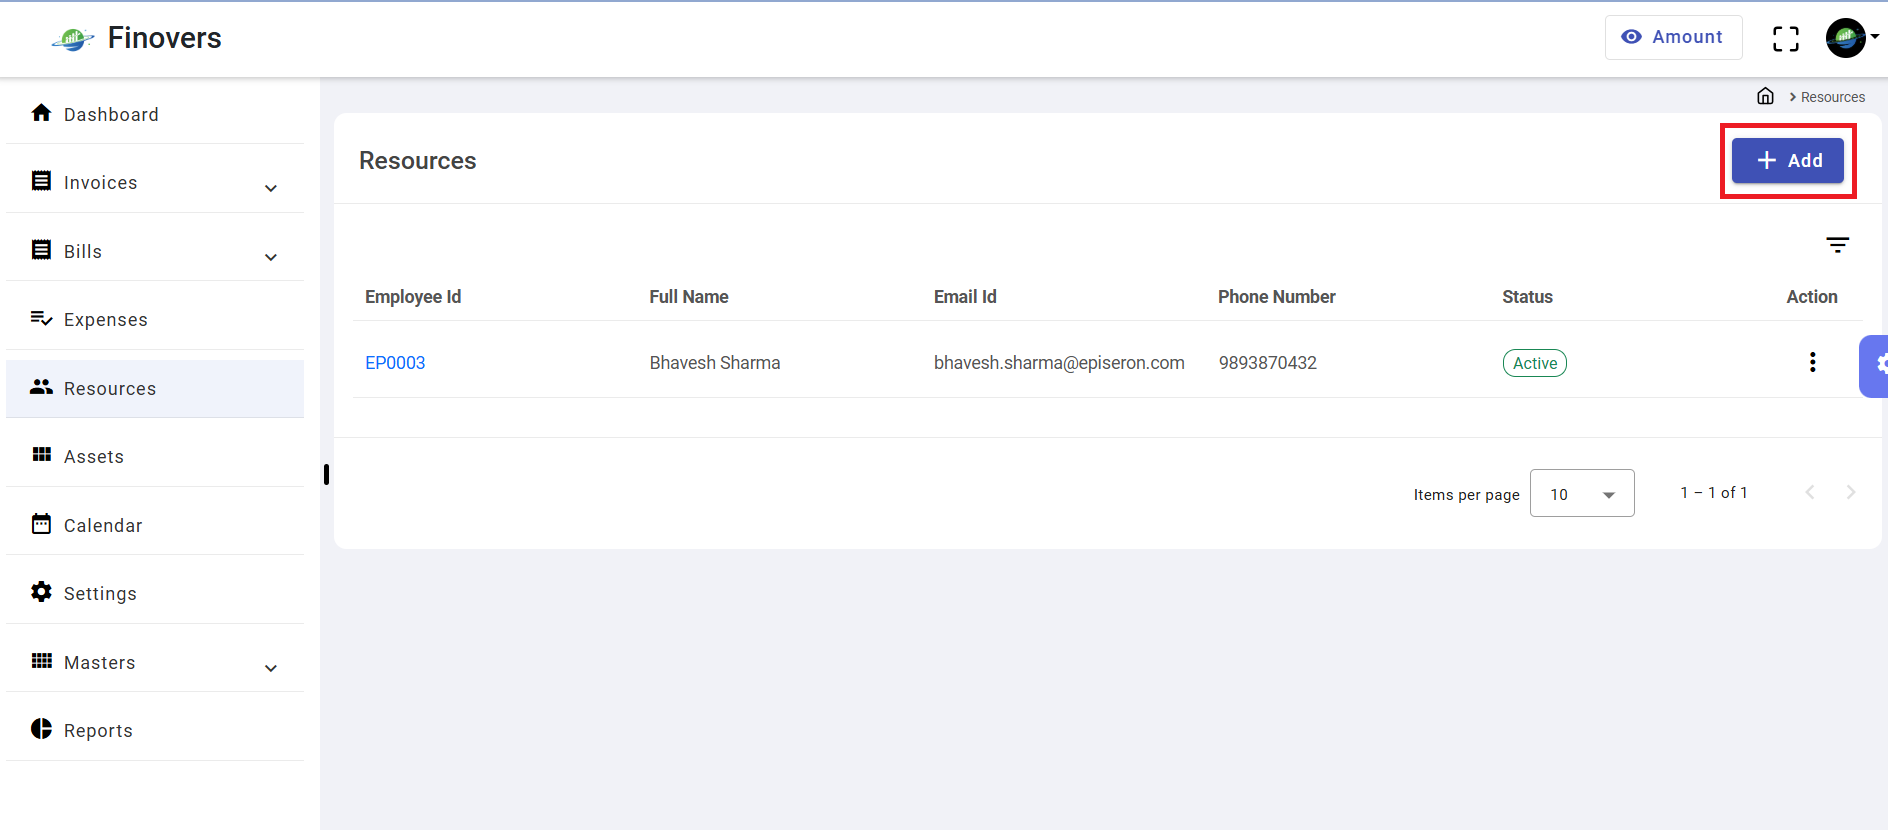 Finovers
Amount
Dashboard
Invoices
Bills
Expenses
Resources
Assets
Calendar
Settings
Masters
Reports
> Resources
Resources
+ Add
Employee Id Full Name Email Id Phone Number Status Action
EP0003 Bhavesh Sharma bhavesh.sharma@episeron.com 9893870432 Active
Items per page 10 1 – 1 of 1